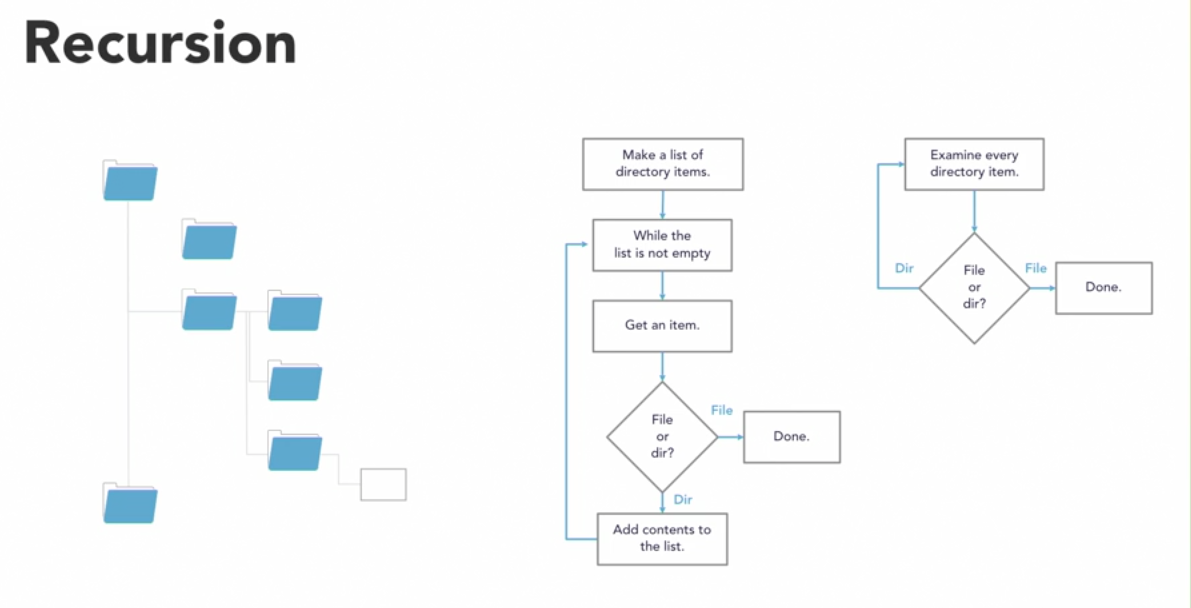 Recursion
Make a list of
directory items.
While the
list is not empty
Get an item.
File
or
dir?
File
Done.
Dir
Add contents to
the list.
Examine every
directory item.
Dir
File
or
dir?
File
Done.